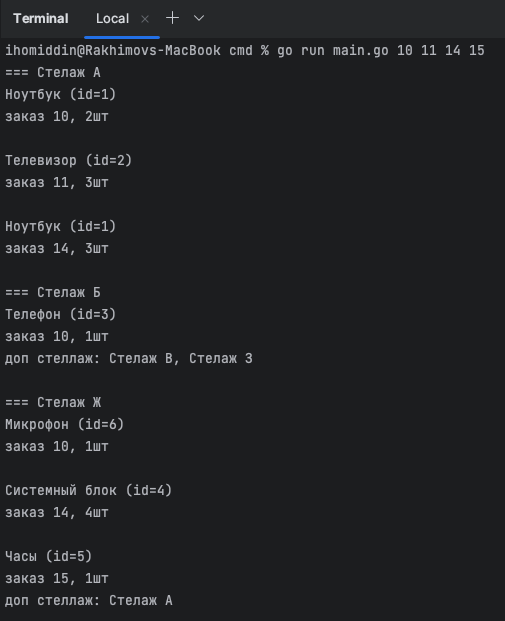 Terminal Local
ihomiddin@Rakhimovs-MacBook cmd % go run main.go 10 11 14 15
=== Стелаж А
Ноутбук (id=1)
заказ 10, 2шт
Телевизор (id=2)
заказ 11, 3шт
Ноутбук (id=1)
заказ 14, 3шт
=== Стелаж Б
Телефон (id=3)
заказ 10, 1шт
доп стеллаж: Стелаж В, Стелаж З
=== Стелаж Ж
Микрофон (id=6)
заказ 10, 1шт
Системный блок (id=4)
заказ 14, 4шт
Часы (id=5)
заказ 15, 1шт
доп стеллаж: Стелаж А